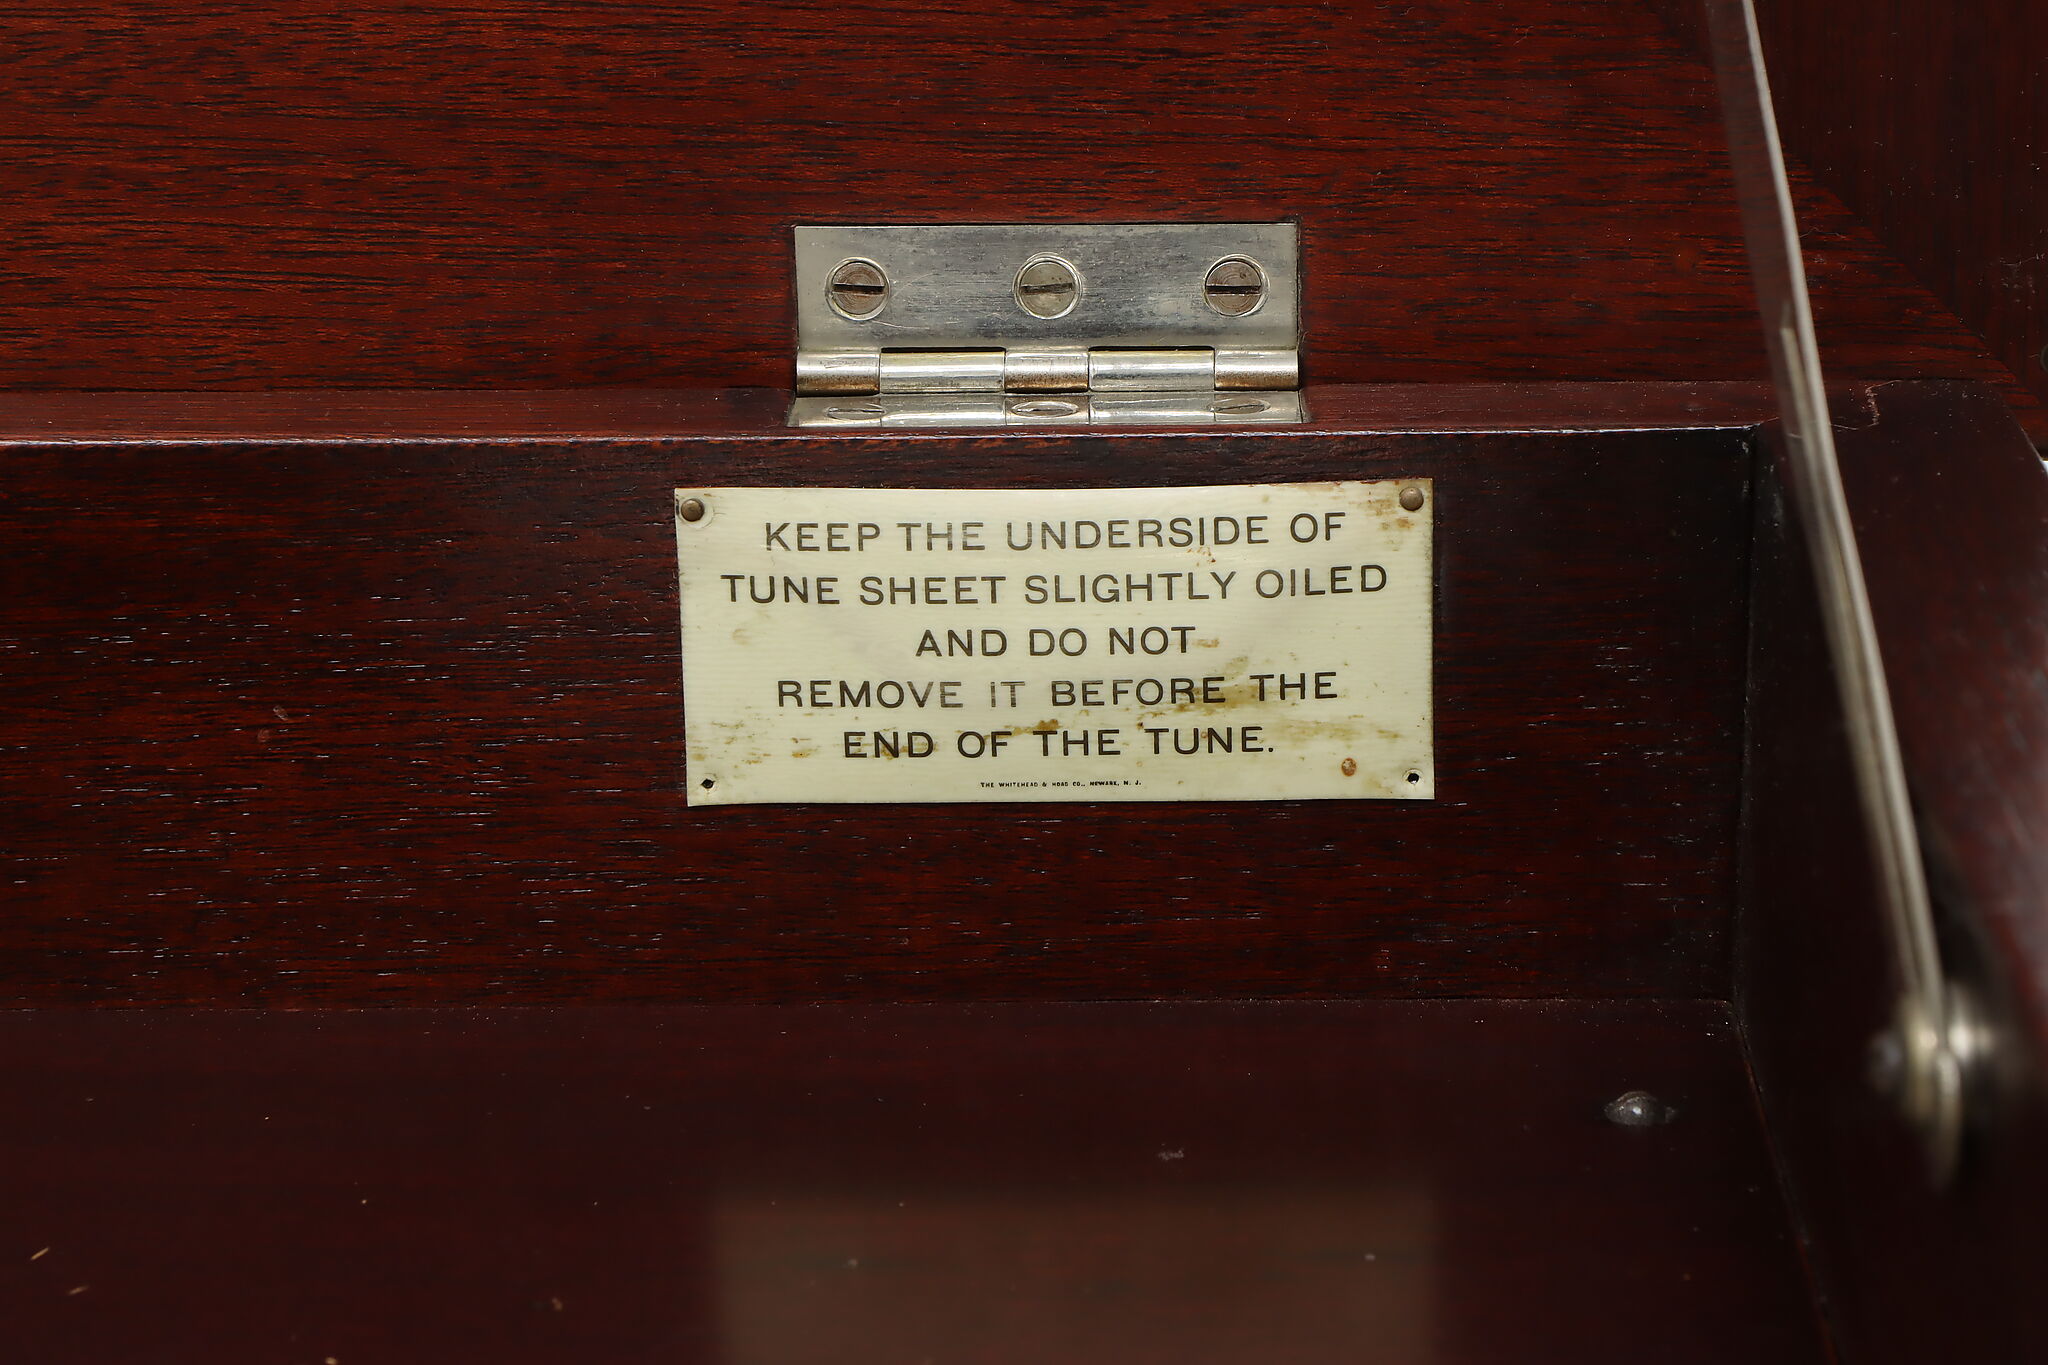 KEEP THE UNDERSIDE OF
TUNE SHEET SLIGHTLY OILED
AND DO NOT
REMOVE IT BEFORE THE
END OF THE TUNE.
THE WHITEHEAD & HOAG CO., NEWARK, N. J.